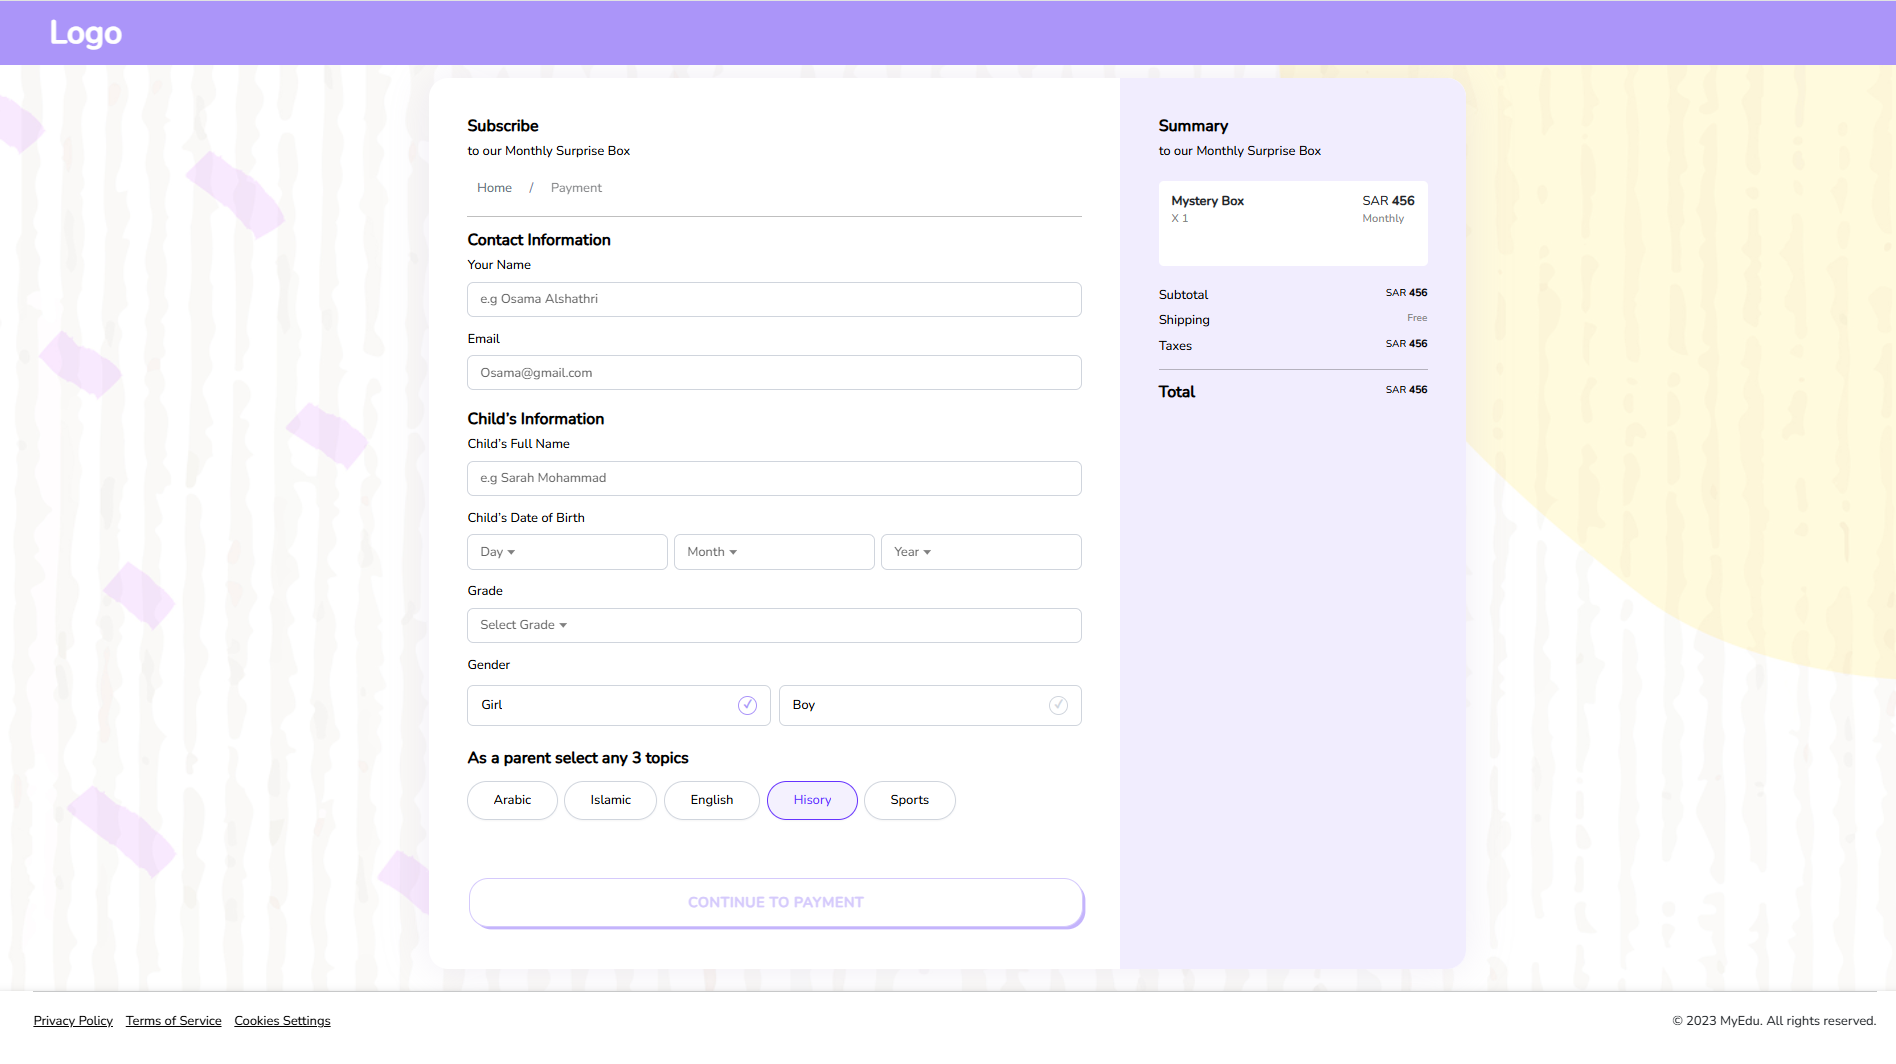 Logo
Subscribe
to our Monthly Surprise Box
Home / Payment
Contact Information
Your Name
e.g Osama Alshathri
Email
Osama@gmail.com
Child's Information
Child's Full Name
e.g Sarah Mohammad
Child's Date of Birth
Day Month Year
Grade
Select Grade
Gender
Girl Boy
As a parent select any 3 topics
Arabic Islamic English Hisory Sports
CONTINUE TO PAYMENT
Summary
to our Monthly Surprise Box
Mystery Box SAR 456
X 1 Monthly
Subtotal SAR 456
Shipping Free
Taxes SAR 456
Total SAR 456
Privacy Policy Terms of Service Cookies Settings © 2023 MyEdu. All rights reserved.